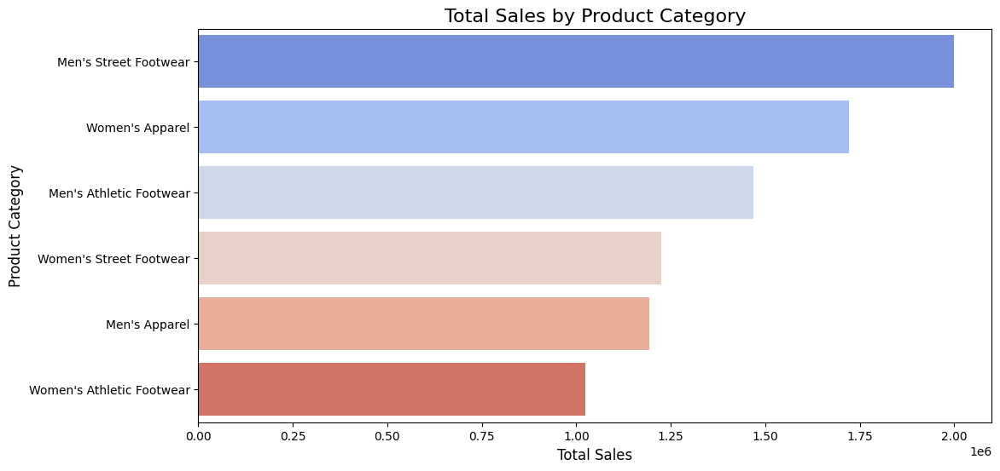 Total Sales by Product Category
Product Category
Men's Street Footwear
Women's Apparel
Men's Athletic Footwear
Women's Street Footwear
Men's Apparel
Women's Athletic Footwear
0.00 0.25 0.50 0.75 1.00 1.25 1.50 1.75 2.00
1e6
Total Sales